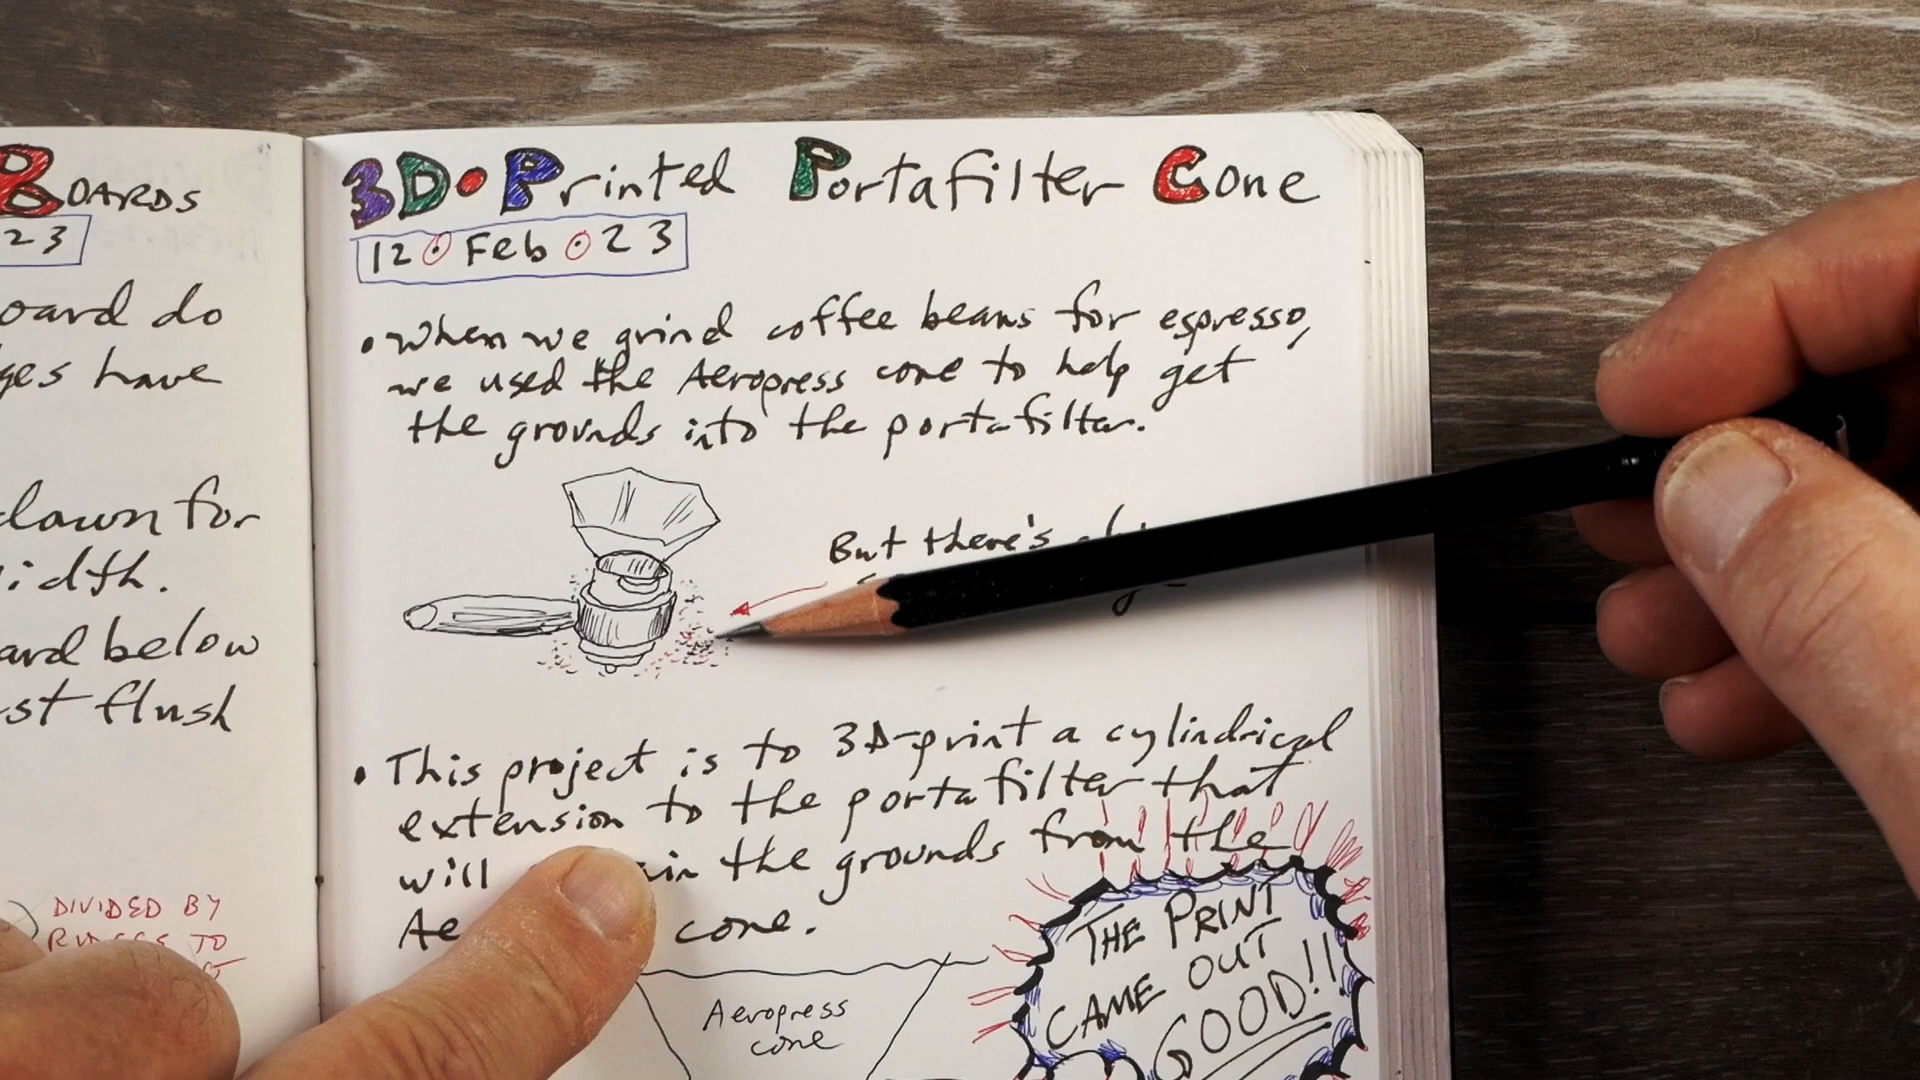 BOARDS
23
oard do
ges have
down for
width.
ard below
st flush
DIVIDED BY
TO
3D•Printed Portafilter Cone
12•Feb•23
• When we grind coffee beans for espresso,
we used the Aeropress cone to help get
the grounds into the portafilter.
But there's
• This project is to 3D-print a cylindrical
extension to the portafilter that
will the grounds from the
cone.
Aeropress
cone
THE PRINT
CAME OUT
GOOD!!